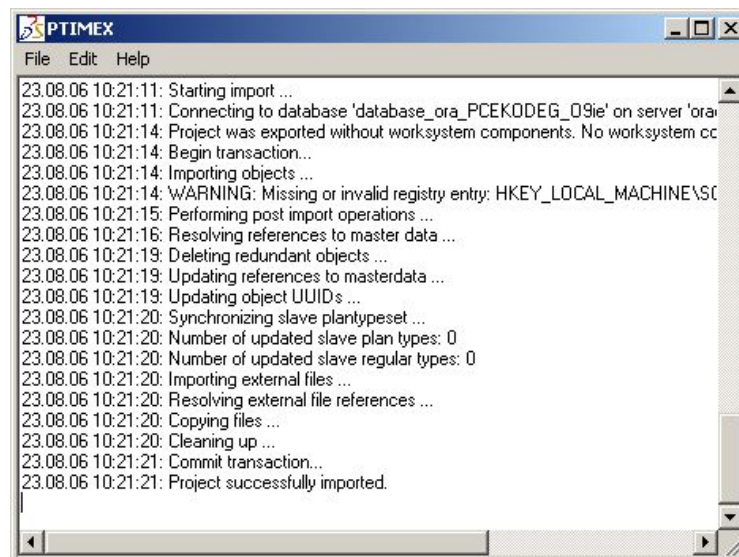 PTIMEX
File Edit Help
23.08.06 10:21:11: Starting import ...
23.08.06 10:21:11: Connecting to database 'database_ora_PCEKODEG_O9ie' on server 'ora
23.08.06 10:21:14: Project was exported without worksystem components. No worksystem co
23.08.06 10:21:14: Begin transaction...
23.08.06 10:21:14: Importing objects ...
23.08.06 10:21:14: WARNING: Missing or invalid registry entry: HKEY_LOCAL_MACHINE\SO
23.08.06 10:21:15: Performing post import operations ...
23.08.06 10:21:16: Resolving references to master data ...
23.08.06 10:21:19: Deleting redundant objects ...
23.08.06 10:21:19: Updating references to masterdata ...
23.08.06 10:21:19: Updating object UUIDs ...
23.08.06 10:21:20: Synchronizing slave plantypeset ...
23.08.06 10:21:20: Number of updated slave plan types: 0
23.08.06 10:21:20: Number of updated slave regular types: 0
23.08.06 10:21:20: Importing external files ...
23.08.06 10:21:20: Resolving external file references ...
23.08.06 10:21:20: Copying files ...
23.08.06 10:21:20: Cleaning up ...
23.08.06 10:21:21: Commit transaction...
23.08.06 10:21:21: Project successfully imported.